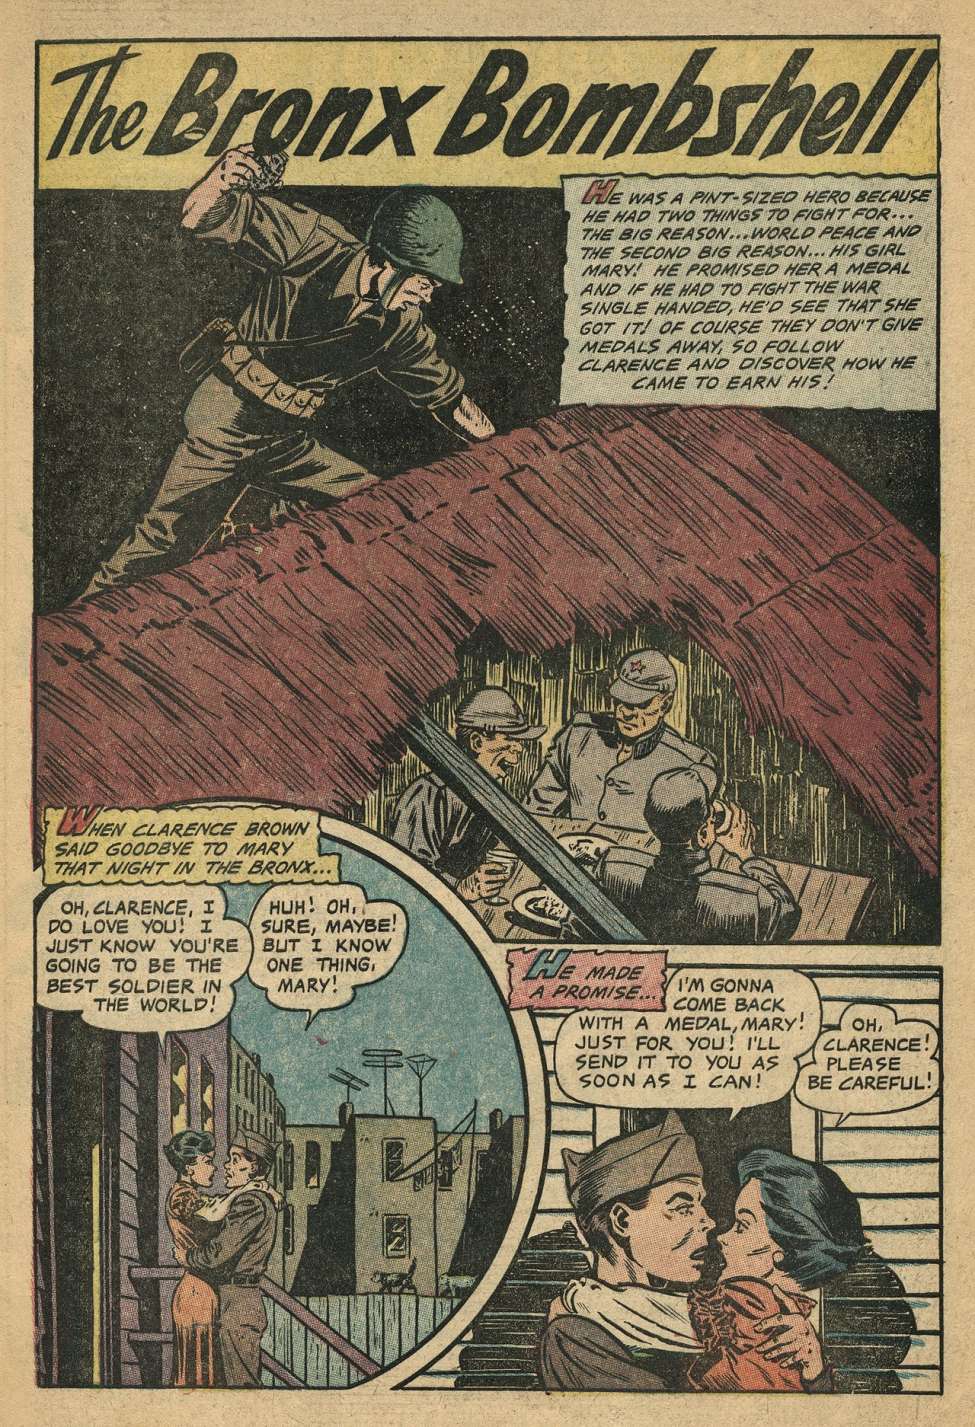 The Bronx Bombshell
HE WAS A PINT-SIZED HERO BECAUSE
HE HAD TWO THINGS TO FIGHT FOR...
THE BIG REASON...WORLD PEACE AND
THE SECOND BIG REASON... HIS GIRL
MARY! HE PROMISED HER A MEDAL
AND IF HE HAD TO FIGHT THE WAR
SINGLE HANDED, HE'D SEE THAT SHE
GOT IT! OF COURSE THEY DON'T GIVE
MEDALS AWAY, SO FOLLOW
CLARENCE AND DISCOVER HOW HE
CAME TO EARN HIS!
WHEN CLARENCE BROWN
SAID GOODBYE TO MARY
THAT NIGHT IN THE BRONX...
OH, CLARENCE, I
DO LOVE YOU! I
JUST KNOW YOU'RE
GOING TO BE THE
BEST SOLDIER IN
THE WORLD!
HUH! OH,
SURE, MAYBE!
BUT I KNOW
ONE THING,
MARY!
HE MADE
A PROMISE...
I'M GONNA
COME BACK
WITH A MEDAL, MARY!
JUST FOR YOU! I'LL
SEND IT TO YOU AS
SOON AS I CAN!
OH,
CLARENCE!
PLEASE
BE CAREFUL!